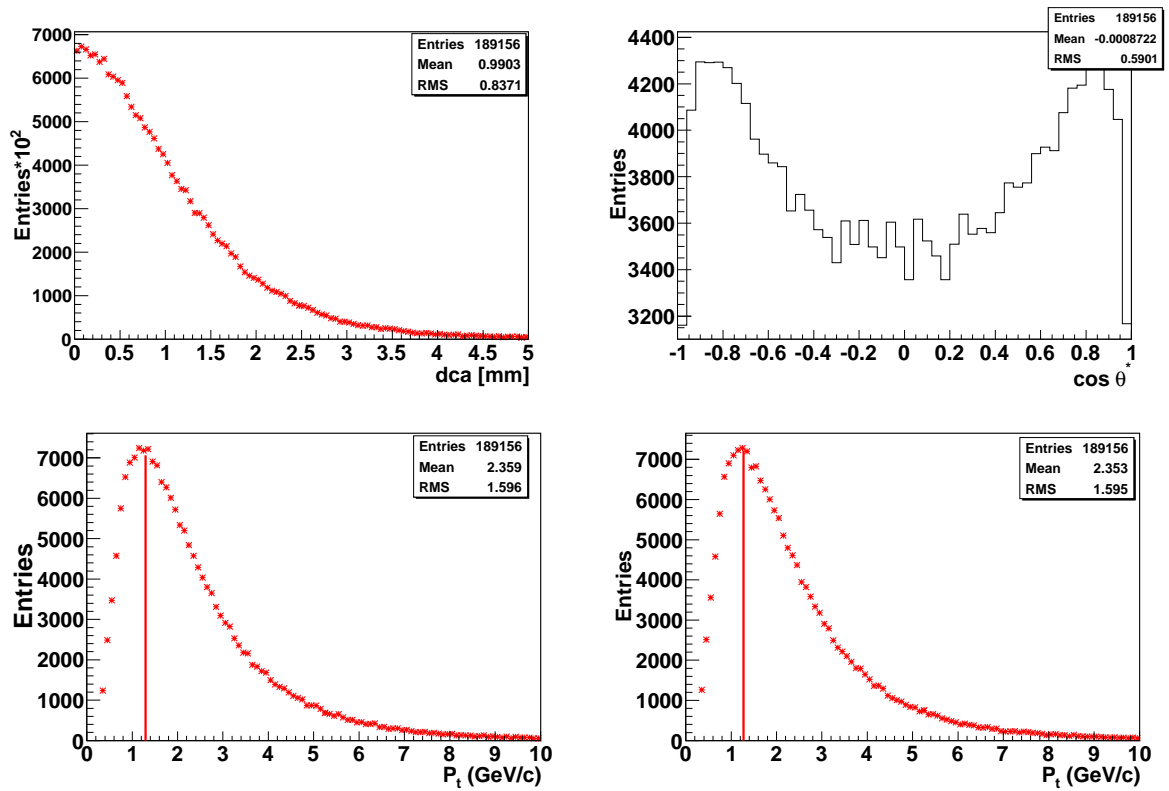 Entries 189156
Mean 0.9903
RMS 0.8371
7000
6000
5000
4000
3000
2000
1000
0
Entries*10^2
0 0.5 1 1.5 2 2.5 3 3.5 4 4.5 5
dca [mm]
Entries 189156
Mean -0.0008722
RMS 0.5901
4400
4200
4000
3800
3600
3400
3200
Entries
-1 -0.8 -0.6 -0.4 -0.2 0 0.2 0.4 0.6 0.8 1
cos θ*
Entries 189156
Mean 2.359
RMS 1.596
7000
6000
5000
4000
3000
2000
1000
0
Entries
0 1 2 3 4 5 6 7 8 9 10
P_t (GeV/c)
Entries 189156
Mean 2.353
RMS 1.595
7000
6000
5000
4000
3000
2000
1000
0
Entries
0 1 2 3 4 5 6 7 8 9 10
P_t (GeV/c)